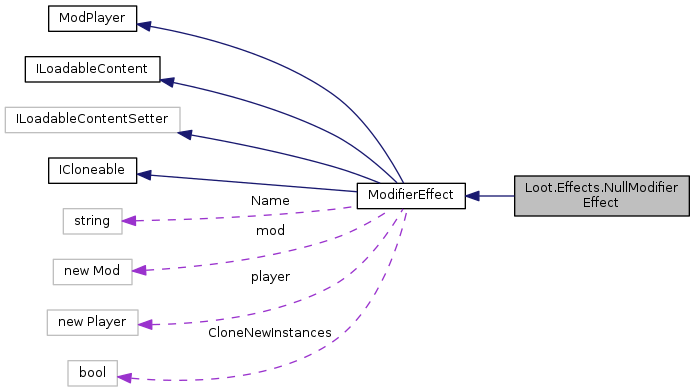 ModPlayer
ILoadableContent
ILoadableContentSetter
ICloneable
ModifierEffect
Loot.Effects.NullModifier
Effect
Name
string
mod
new Mod
player
new Player
CloneNewInstances
bool